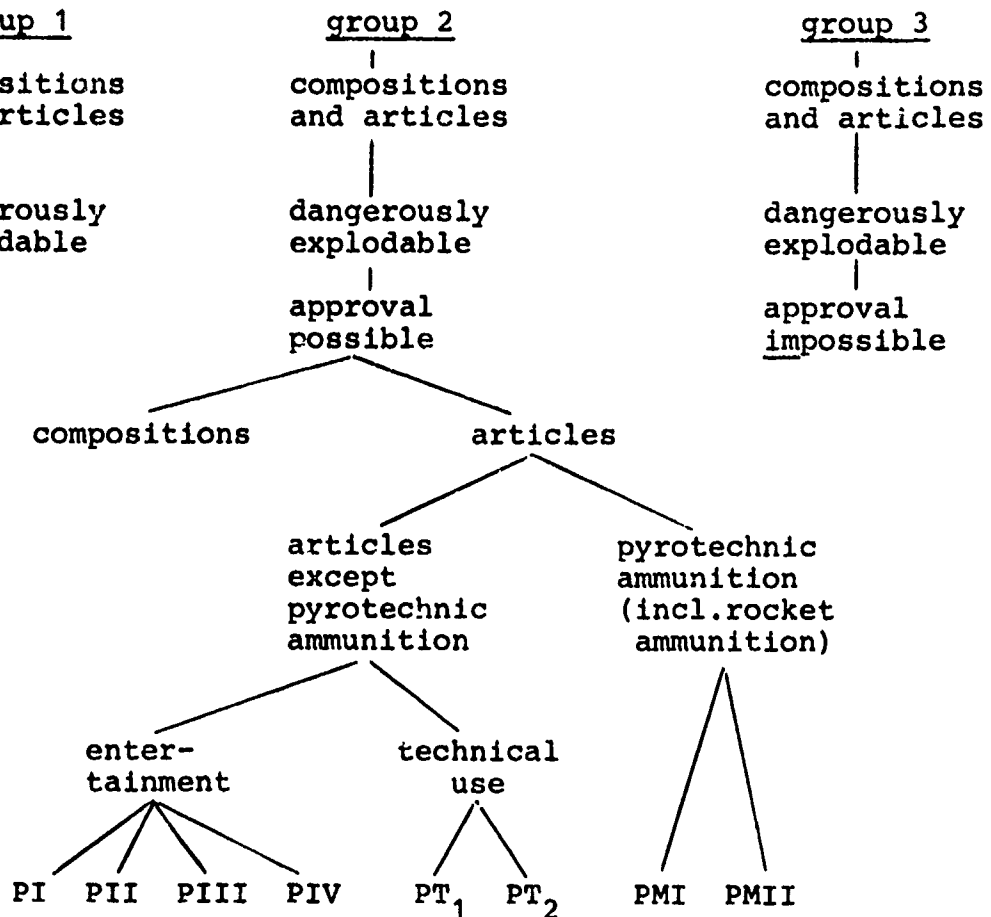 up 1
group 2
group 3
sitions
rticles
compositions
and articles
compositions
and articles
rously
dable
dangerously
explodable
dangerously
explodable
approval
possible
approval
impossible
compositions
articles
articles
except
pyrotechnic
ammunition
pyrotechnic
ammunition
(incl.rocket
ammunition)
enter-
tainment
technical
use
PI PII PIII PIV PT1 PT2 PMI PMII